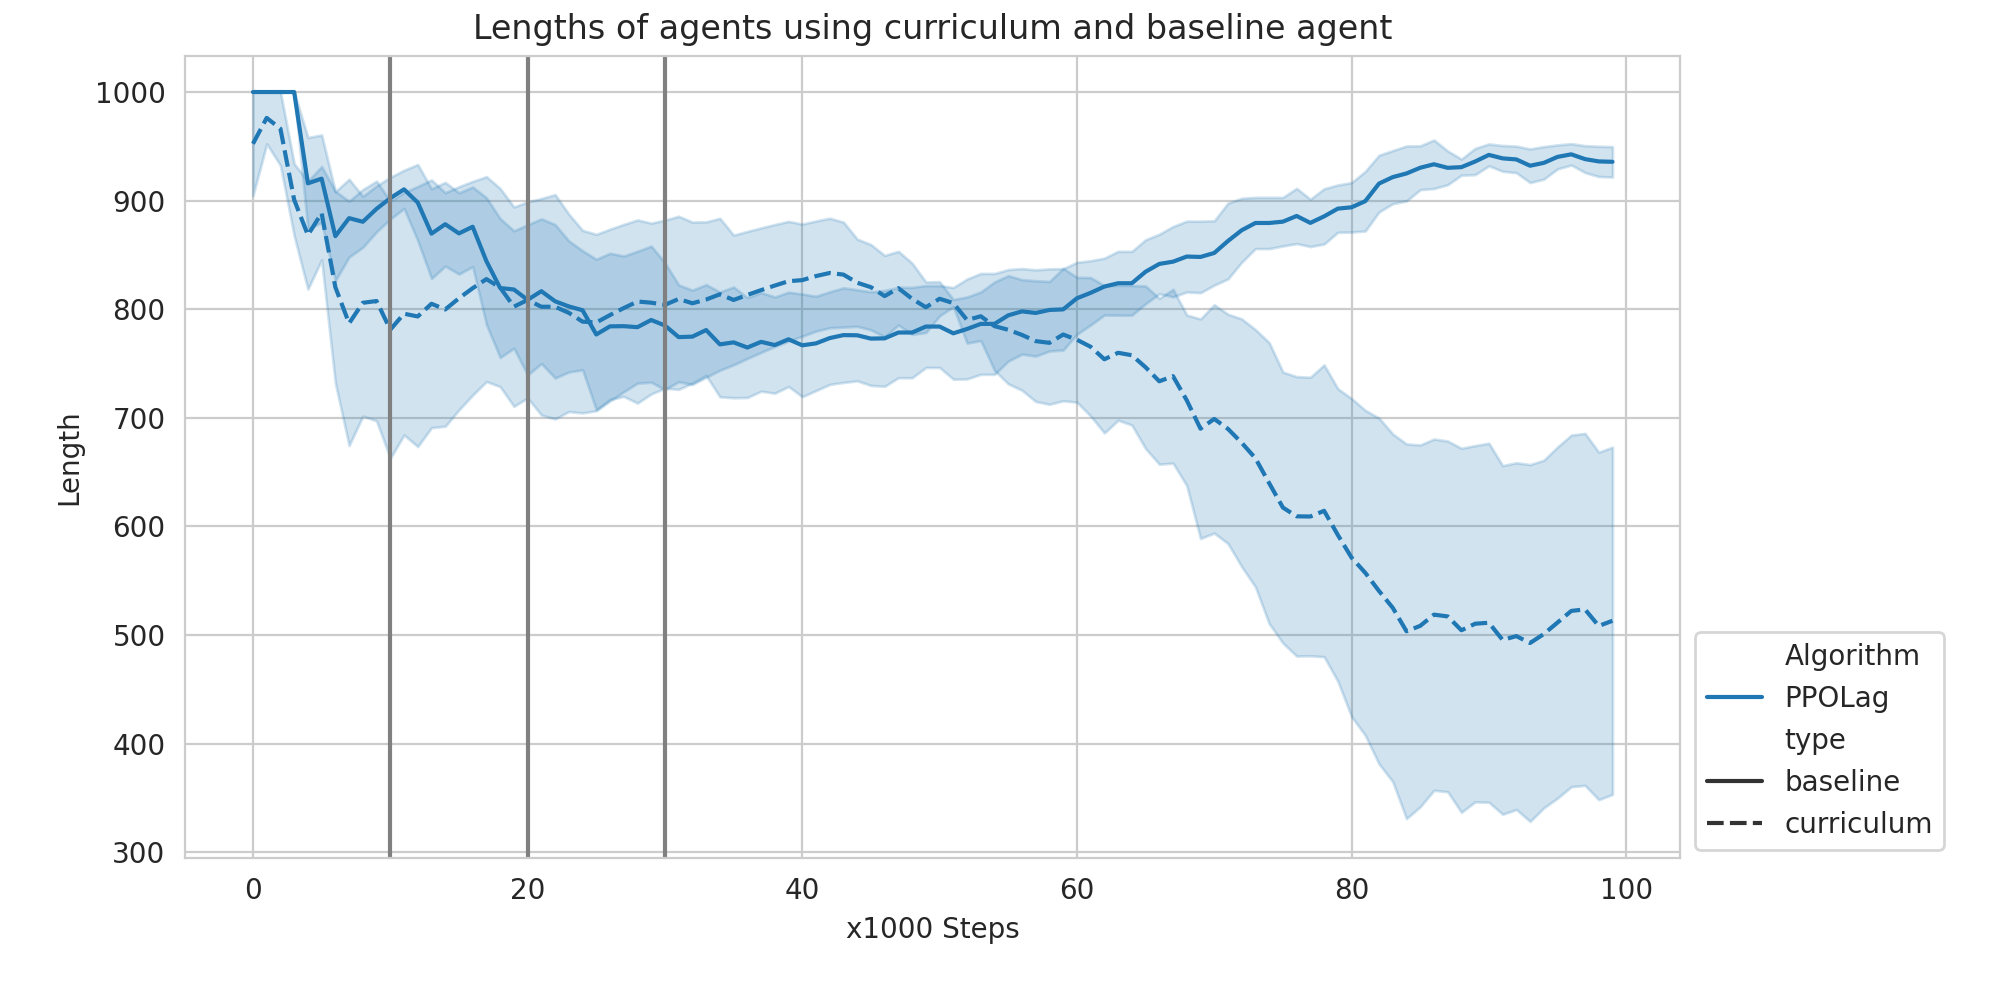 Lengths of agents using curriculum and baseline agent
Length
1000
900
800
700
600
500
400
300
0 20 40 60 80 100
x1000 Steps
Algorithm
PPOLag
type
baseline
curriculum